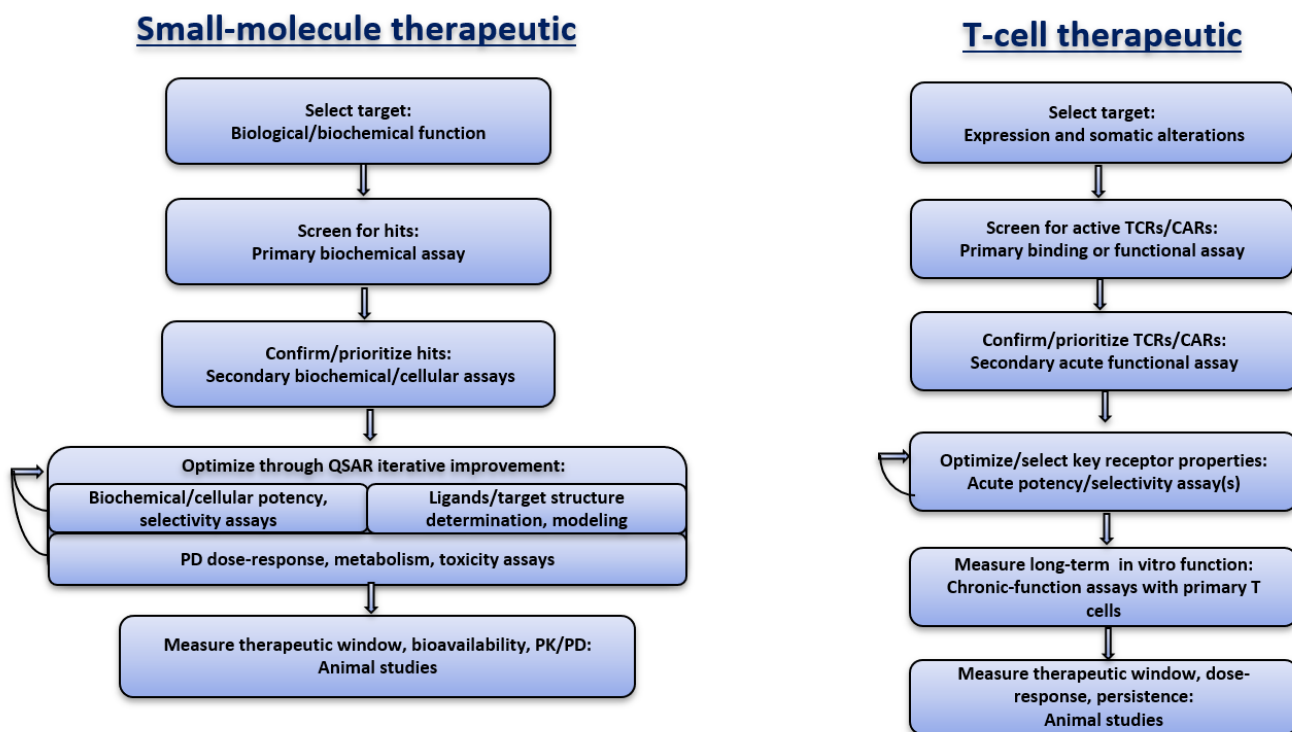 Small-molecule therapeutic
Select target:
Biological/biochemical function
Screen for hits:
Primary biochemical assay
Confirm/prioritize hits:
Secondary biochemical/cellular assays
Optimize through QSAR iterative improvement:
Biochemical/cellular potency,
selectivity assays
Ligands/target structure
determination, modeling
PD dose-response, metabolism, toxicity assays
Measure therapeutic window, bioavailability, PK/PD:
Animal studies
T-cell therapeutic
Select target:
Expression and somatic alterations
Screen for active TCRs/CARs:
Primary binding or functional assay
Confirm/prioritize TCRs/CARs:
Secondary acute functional assay
Optimize/select key receptor properties:
Acute potency/selectivity assay(s)
Measure long-term in vitro function:
Chronic-function assays with primary T
cells
Measure therapeutic window, dose-
response, persistence:
Animal studies